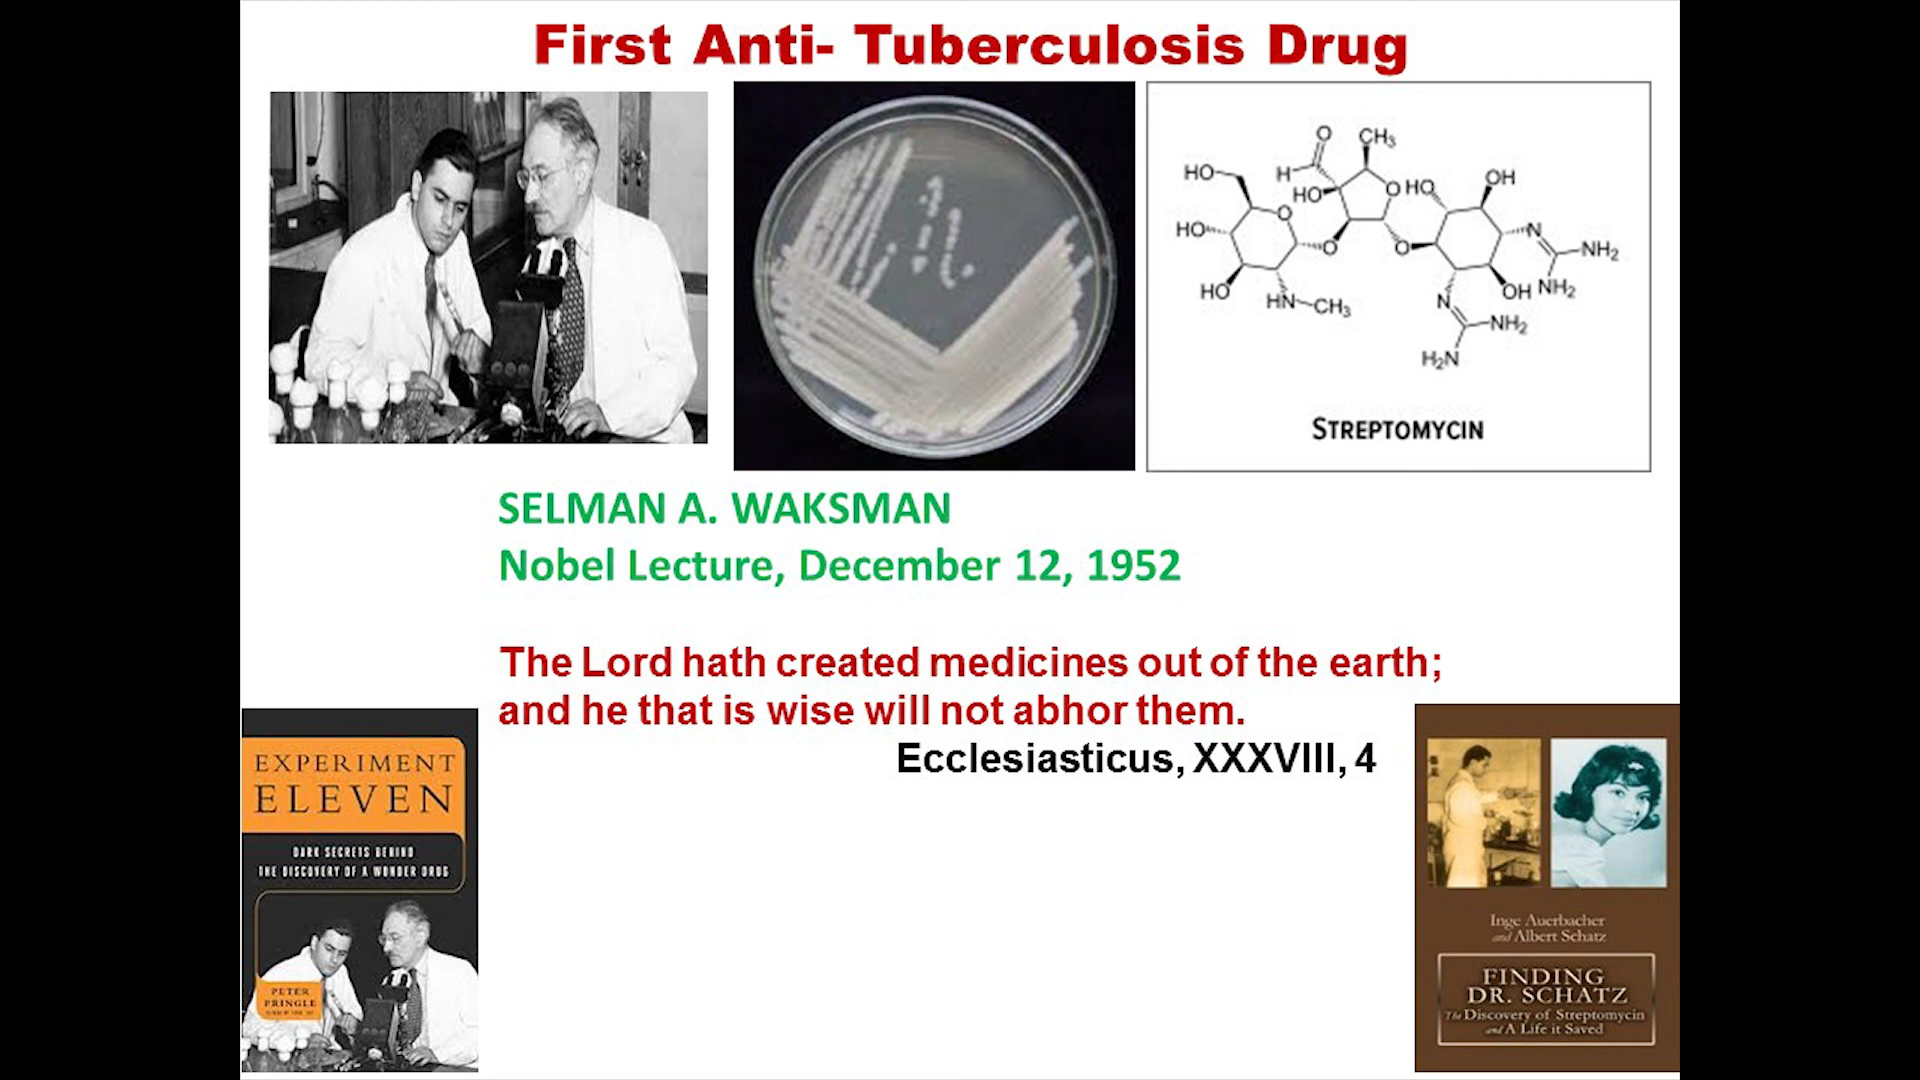 First Anti- Tuberculosis Drug
O
CH₃
HO
H
HO
O
HO
OH
O
HO
N
NH₂
O
O
HO
HN
CH₃
OH
NH₂
N
NH₂
H₂N
STREPTOMYCIN
SELMAN A. WAKSMAN
Nobel Lecture, December 12, 1952
The Lord hath created medicines out of the earth;
and he that is wise will not abhor them.
Ecclesiasticus, XXXVIII, 4
EXPERIMENT
ELEVEN
DARK SECRETS BEHIND
THE DISCOVERY OF A WONDER DRUG
PETER
PRINGLE
Inge Auerbacher
and Albert Schatz
FINDING
DR. SCHATZ
The Discovery of Streptomycin
and A Life it Saved